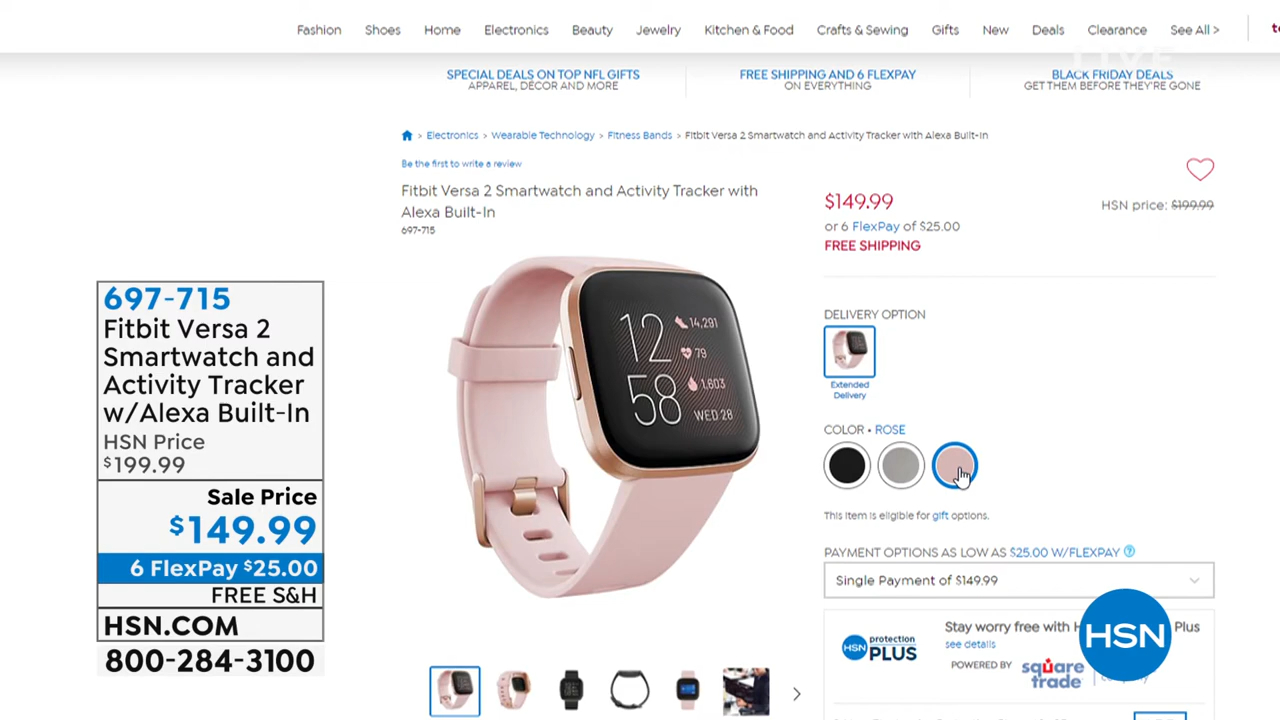 Fashion Shoes Home Electronics Beauty Jewelry Kitchen & Food Crafts & Sewing Gifts New Deals Clearance See All >
LIVE
SPECIAL DEALS ON TOP NFL GIFTS
APPAREL, DECOR AND MORE
FREE SHIPPING AND 6 FLEXPAY
ON EVERYTHING
BLACK FRIDAY DEALS
GET THEM BEFORE THEY'RE GONE
Electronics > Wearable Technology > Fitness Bands > Fitbit Versa 2 Smartwatch and Activity Tracker with Alexa Built-In
Be the first to write a review
Fitbit Versa 2 Smartwatch and Activity Tracker with
Alexa Built-In
697-715
$149.99
HSN price: $199.99
or 6 FlexPay of $25.00
FREE SHIPPING
12
58
14,291
79
1,603
WED 28
DELIVERY OPTION
Extended
Delivery
COLOR • ROSE
This item is eligible for gift options.
PAYMENT OPTIONS AS LOW AS $25.00 W/FLEXPAY ?
Single Payment of $149.99
HSN protection
PLUS
Stay worry free with H
Plus
see details
POWERED BY square
trade
HSN
697-715
Fitbit Versa 2
Smartwatch and
Activity Tracker
w/Alexa Built-In
HSN Price
$199.99
Sale Price
$149.99
6 FlexPay $25.00
FREE S&H
HSN.COM
800-284-3100